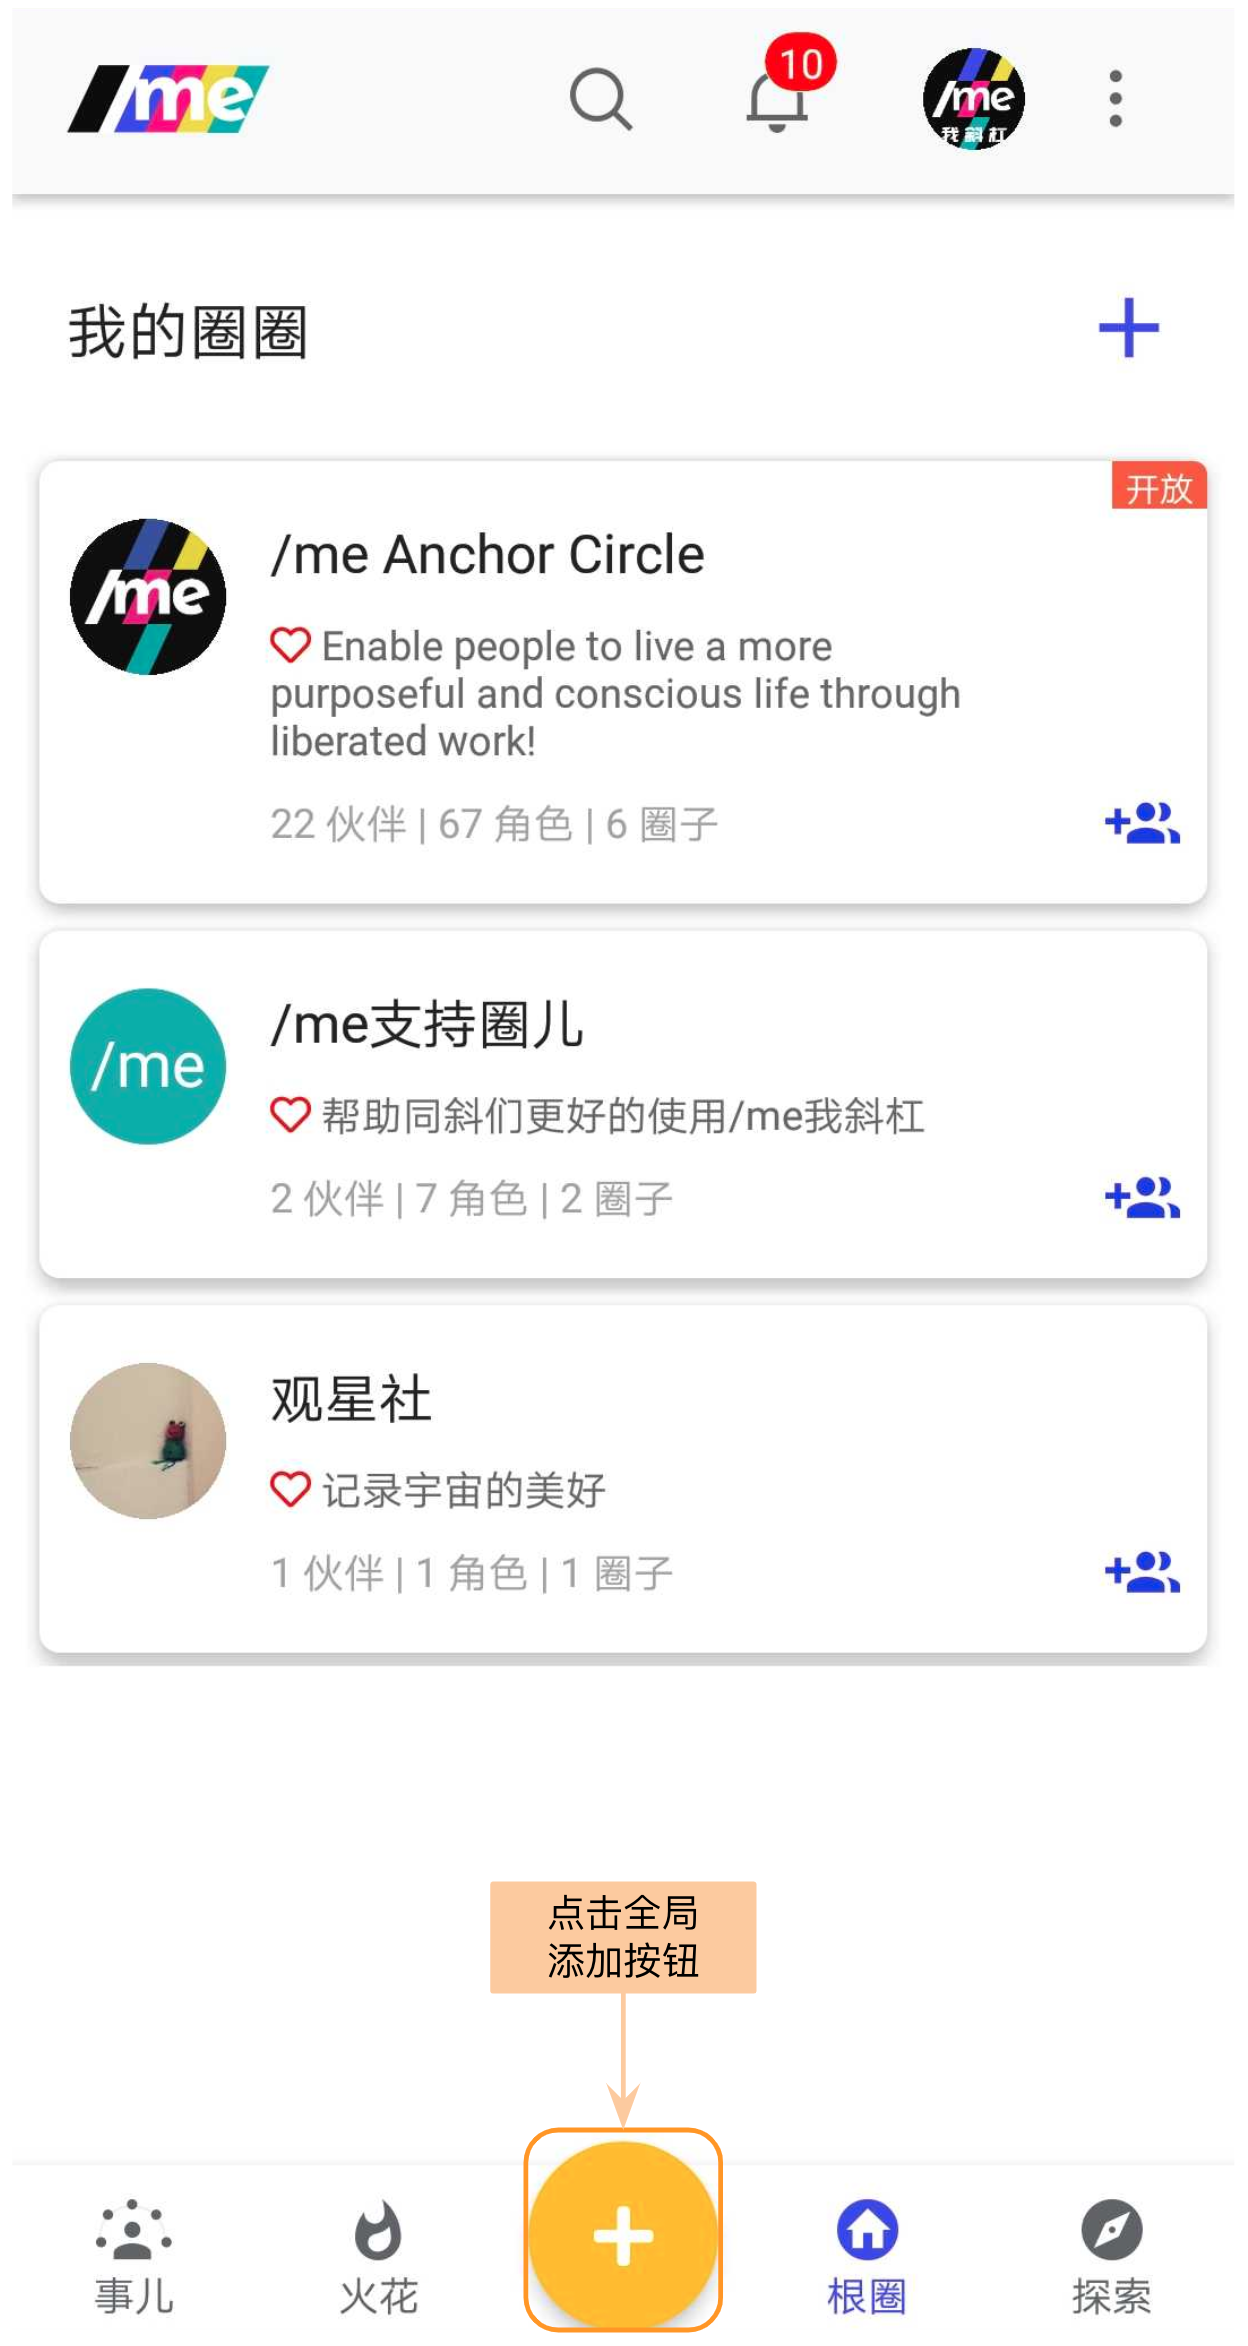 /me
10
/me
我斜杠
我的圈圈
开放
/me
/me Anchor Circle
Enable people to live a more
purposeful and conscious life through
liberated work!
22 伙伴 | 67 角色 | 6 圈子
/me
/me支持圈儿
帮助同斜们更好的使用/me我斜杠
2 伙伴 | 7 角色 | 2 圈子
观星社
记录宇宙的美好
1 伙伴 | 1 角色 | 1 圈子
点击全局
添加按钮
事儿
火花
根圈
探索